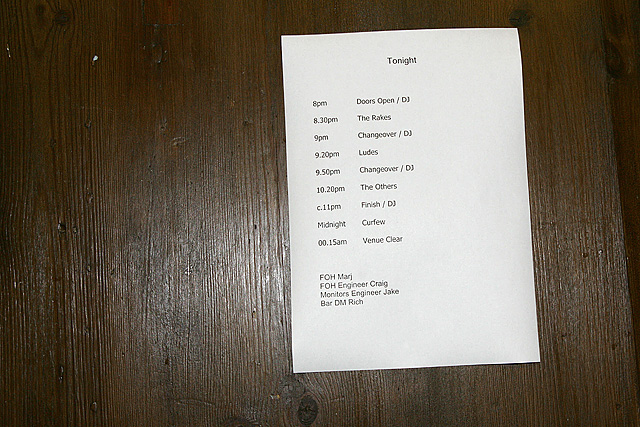 Tonight
8pm Doors Open / DJ
8.30pm The Rakes
9pm Changeover / DJ
9.20pm Ludes
9.50pm Changeover / DJ
10.20pm The Others
c.11pm Finish / DJ
Midnight Curfew
00.15am Venue Clear
FOH Marj
FOH Engineer Craig
Monitors Engineer Jake
Bar DM Rich